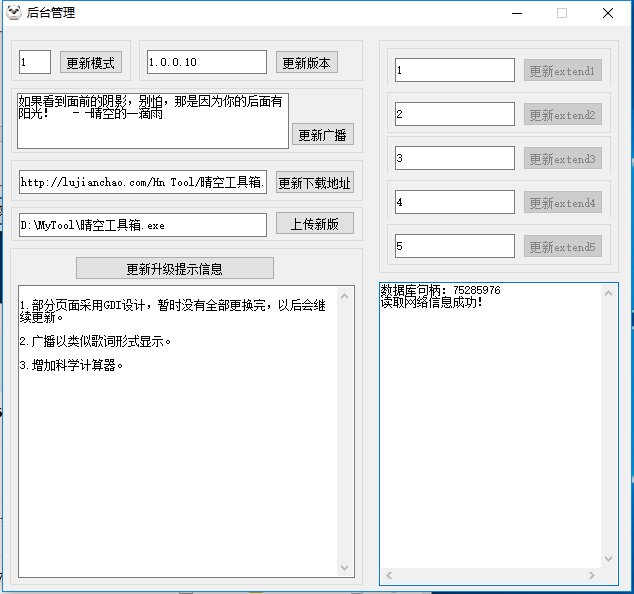 后台管理
1
更新模式
1.0.0.10
更新版本
如果看到面前的阴影，别怕，那是因为你的后面有
阳光！ - -晴空的一滴雨
更新广播
http://lujianchao.com/Hn Tool/晴空工具箱.
更新下载地址
D:\MyTool\晴空工具箱.exe
上传新版
更新升级提示信息
1.部分页面采用GDI设计，暂时没有全部更换完，以后会继
续更新。
2.广播以类似歌词形式显示。
3.增加科学计算器。
1
更新extend1
2
更新extend2
3
更新extend3
4
更新extend4
5
更新extend5
数据库句柄：75285976
读取网络信息成功！